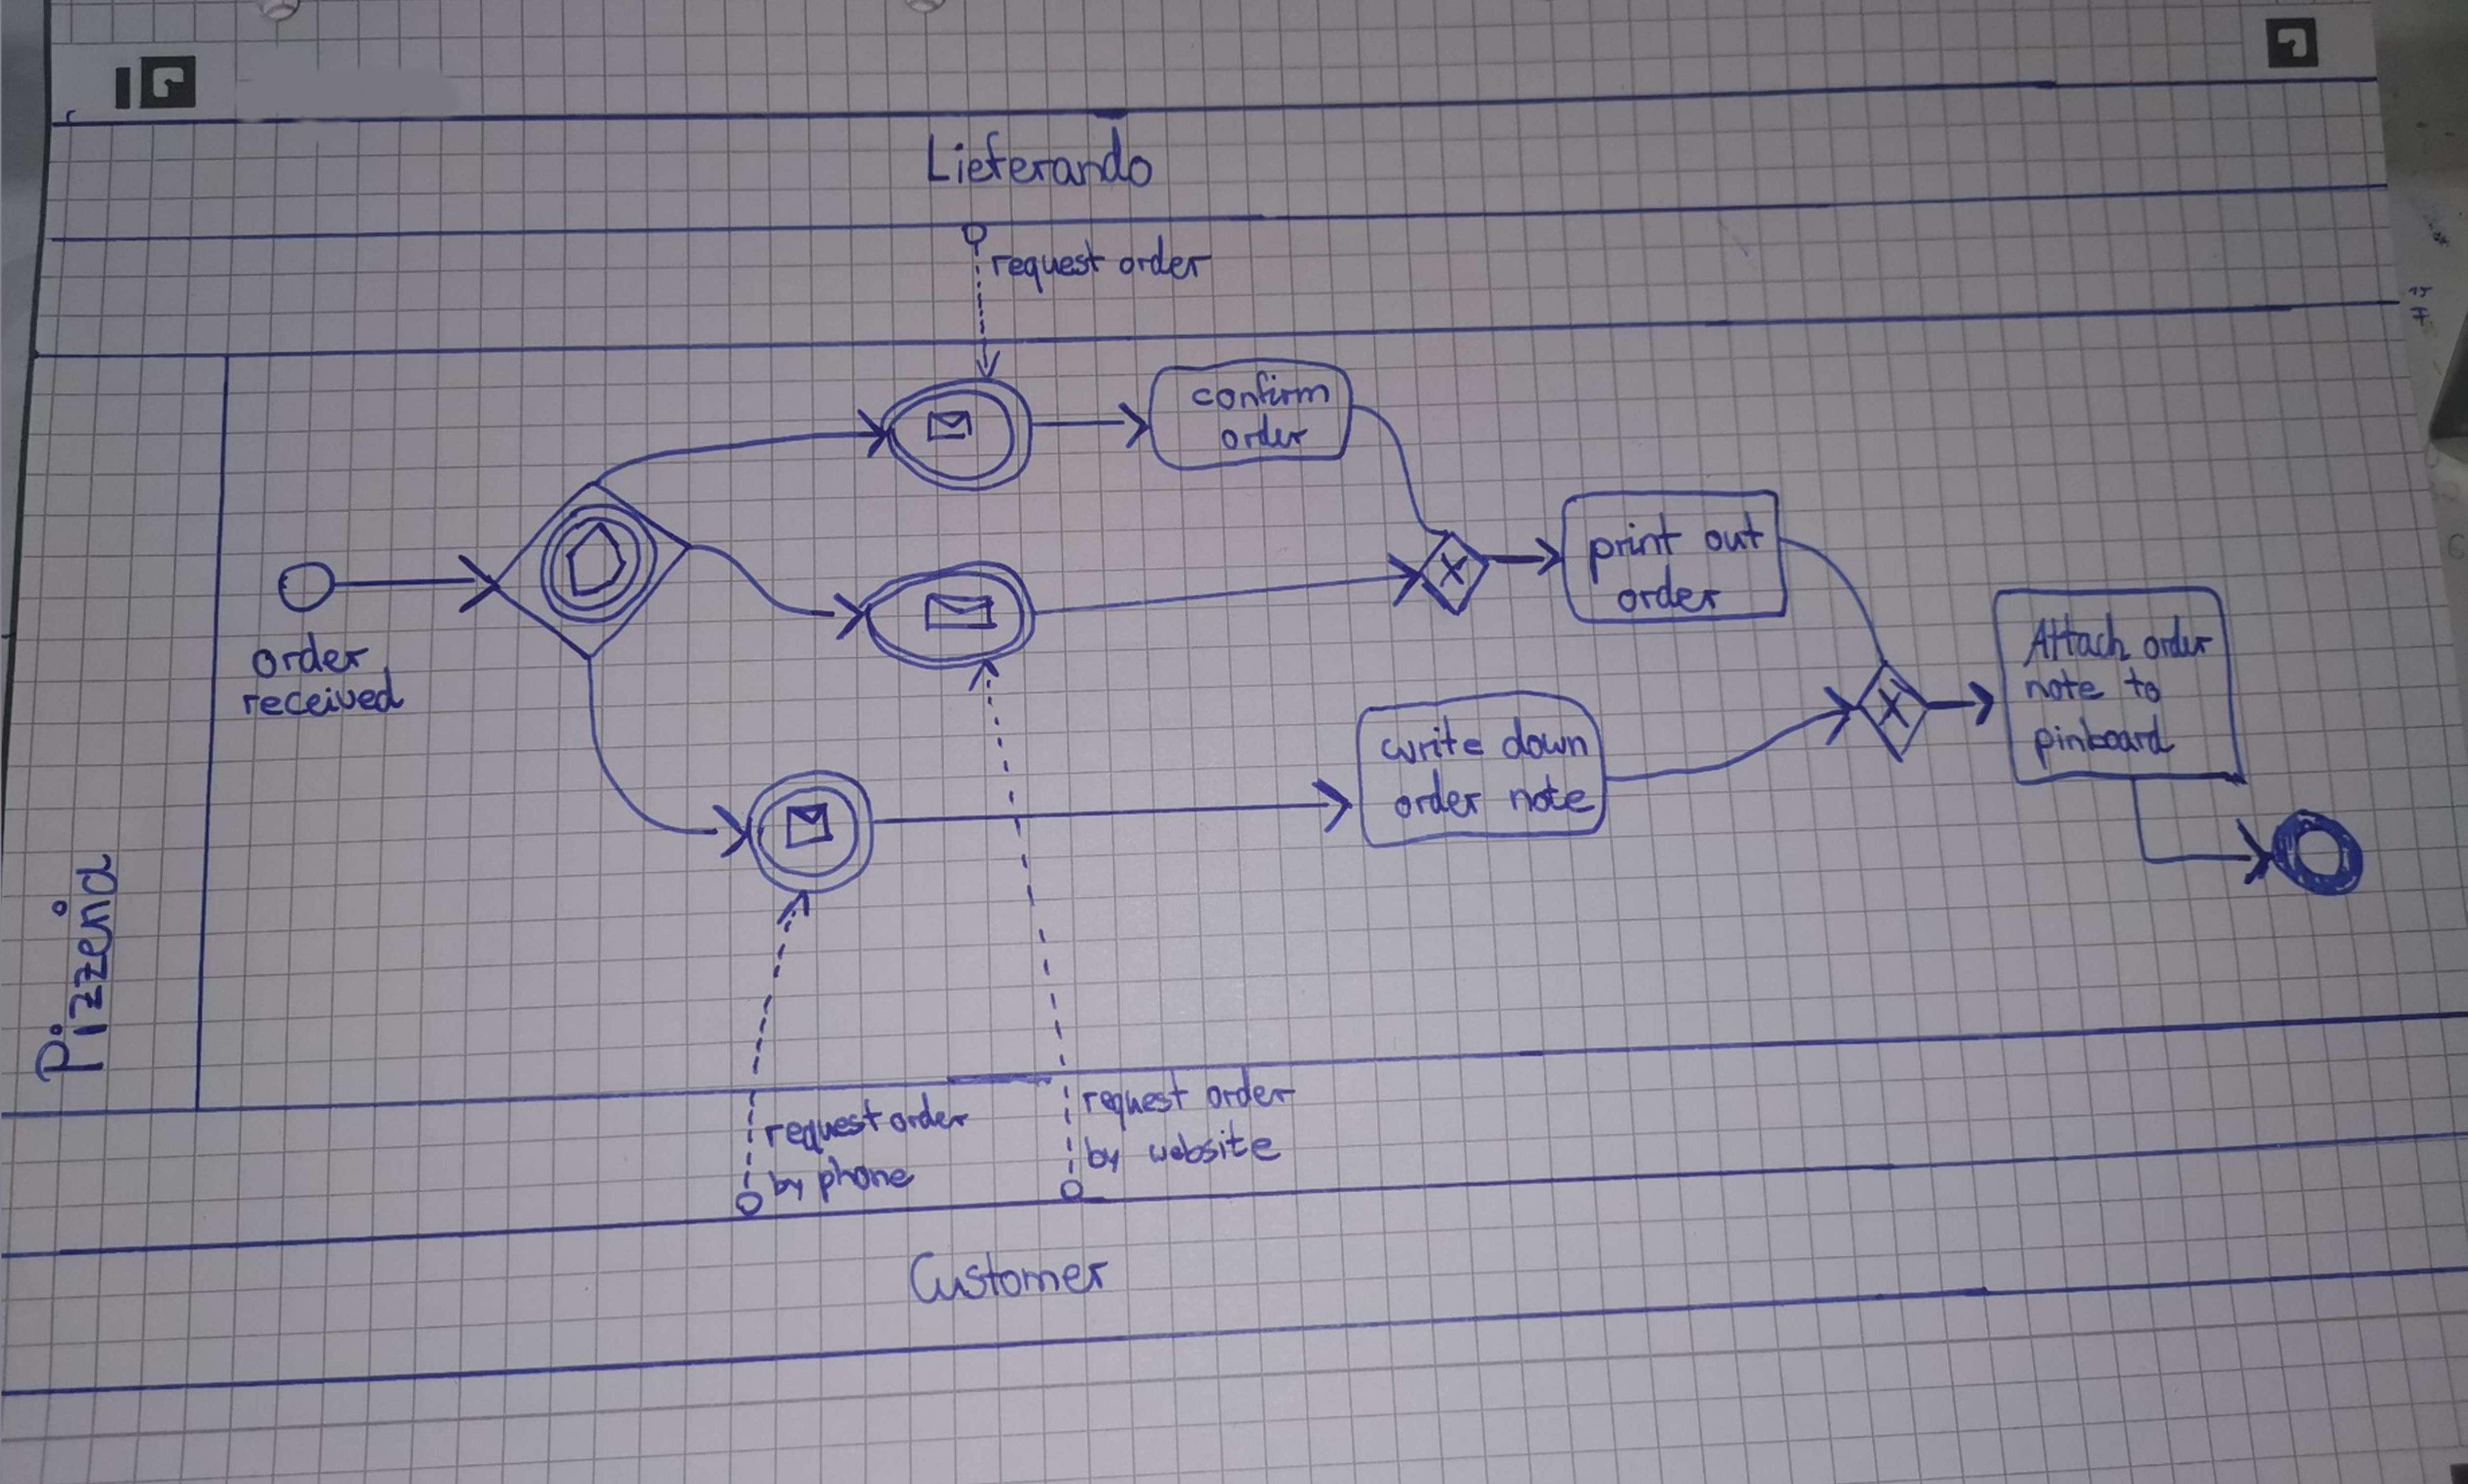 Lieferando
request order
confirm
order
print out
order
order
received
Attach order
note to
pinboard
write down
order note
Pizzeria
request order
by phone
request order
by website
Customer